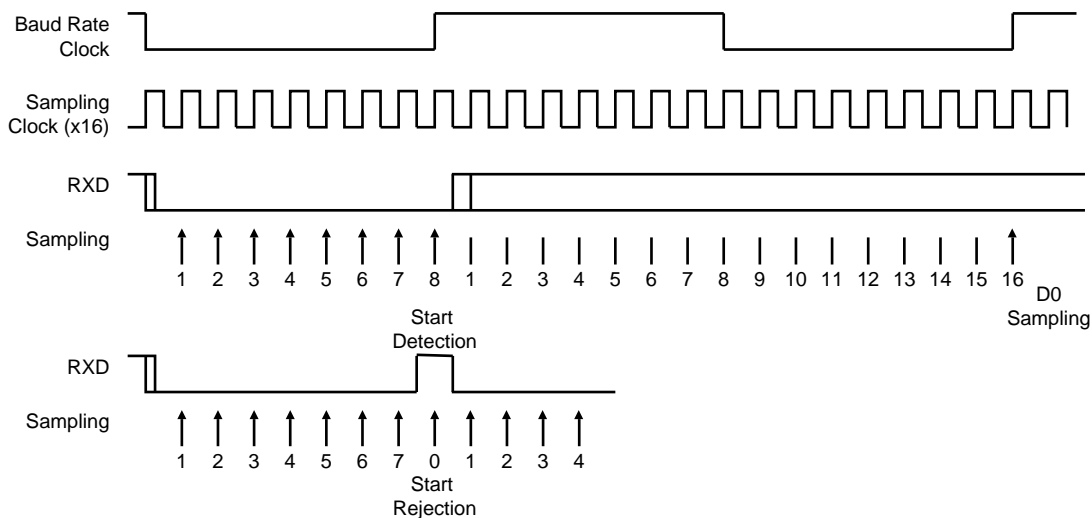 Baud Rate
Clock
Sampling
Clock (x16)
RXD
Sampling
1 2 3 4 5 6 7 8 1 2 3 4 5 6 7 8 9 10 11 12 13 14 15 16
D0
Sampling
Start
Detection
RXD
Sampling
1 2 3 4 5 6 7 0 1 2 3 4
Start
Rejection